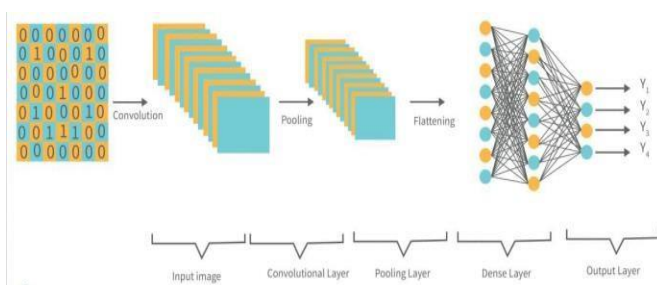 0 0 0 0 0 0 0
0 1 0 0 0 1 0
0 0 0 0 0 0 0
0 0 0 1 0 0 0
0 1 0 0 0 1 0
0 0 1 1 1 0 0
0 0 0 0 0 0 0
Convolution
Pooling
Flattening
Y1
Y2
Y3
Y4
Input image
Convolutional Layer
Pooling Layer
Dense Layer
Output Layer